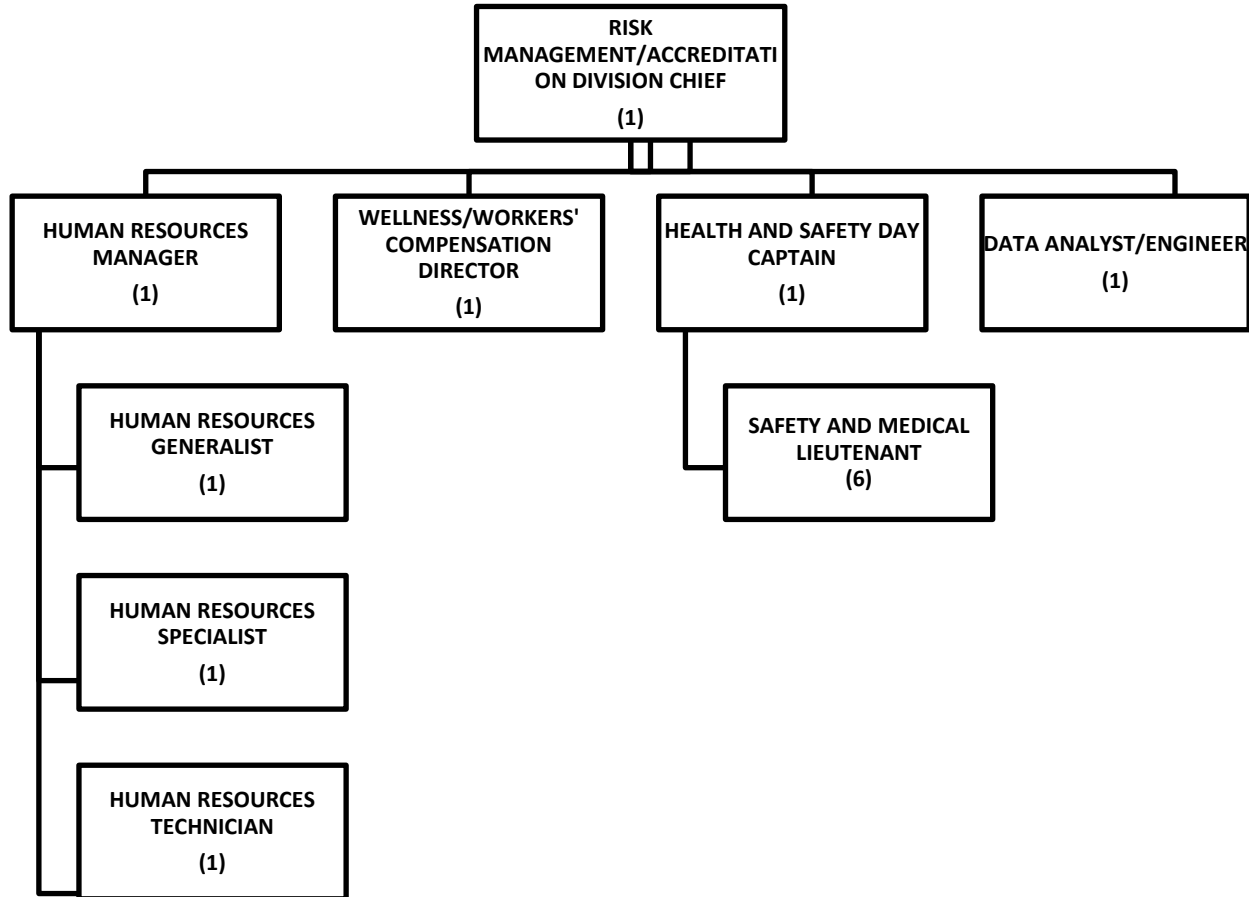 RISK
MANAGEMENT/ACCREDITATI
ON DIVISION CHIEF
(1)
HUMAN RESOURCES
MANAGER
(1)
WELLNESS/WORKERS'
COMPENSATION
DIRECTOR
(1)
HEALTH AND SAFETY DAY
CAPTAIN
(1)
DATA ANALYST/ENGINEER
(1)
HUMAN RESOURCES
GENERALIST
(1)
SAFETY AND MEDICAL
LIEUTENANT
(6)
HUMAN RESOURCES
SPECIALIST
(1)
HUMAN RESOURCES
TECHNICIAN
(1)